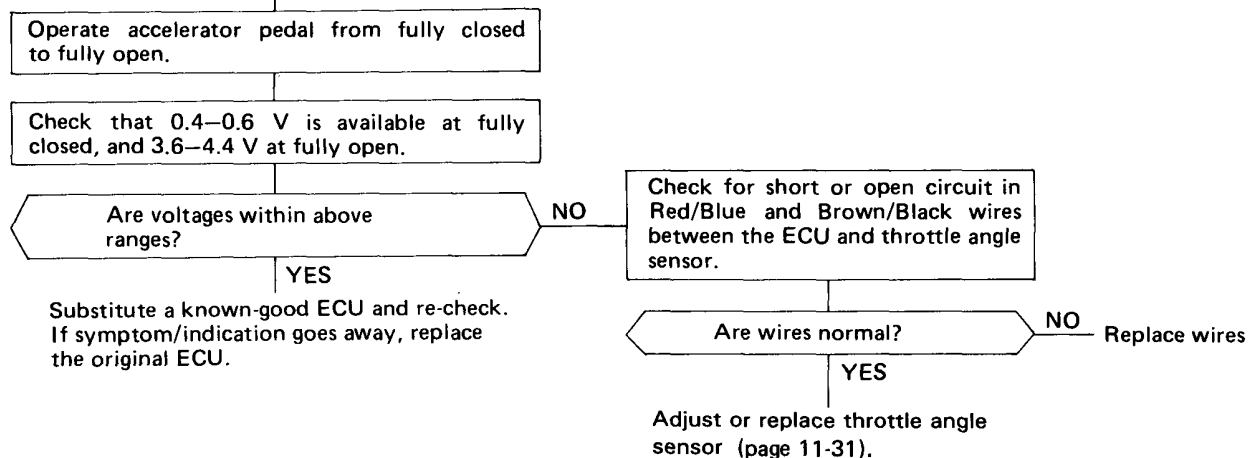 Operate accelerator pedal from fully closed
to fully open.
Check that 0.4–0.6 V is available at fully
closed, and 3.6–4.4 V at fully open.
Are voltages within above
ranges?
NO
YES
Substitute a known-good ECU and re-check.
If symptom/indication goes away, replace
the original ECU.
Check for short or open circuit in
Red/Blue and Brown/Black wires
between the ECU and throttle angle
sensor.
Are wires normal?
NO
Replace wires
YES
Adjust or replace throttle angle
sensor (page 11-31).